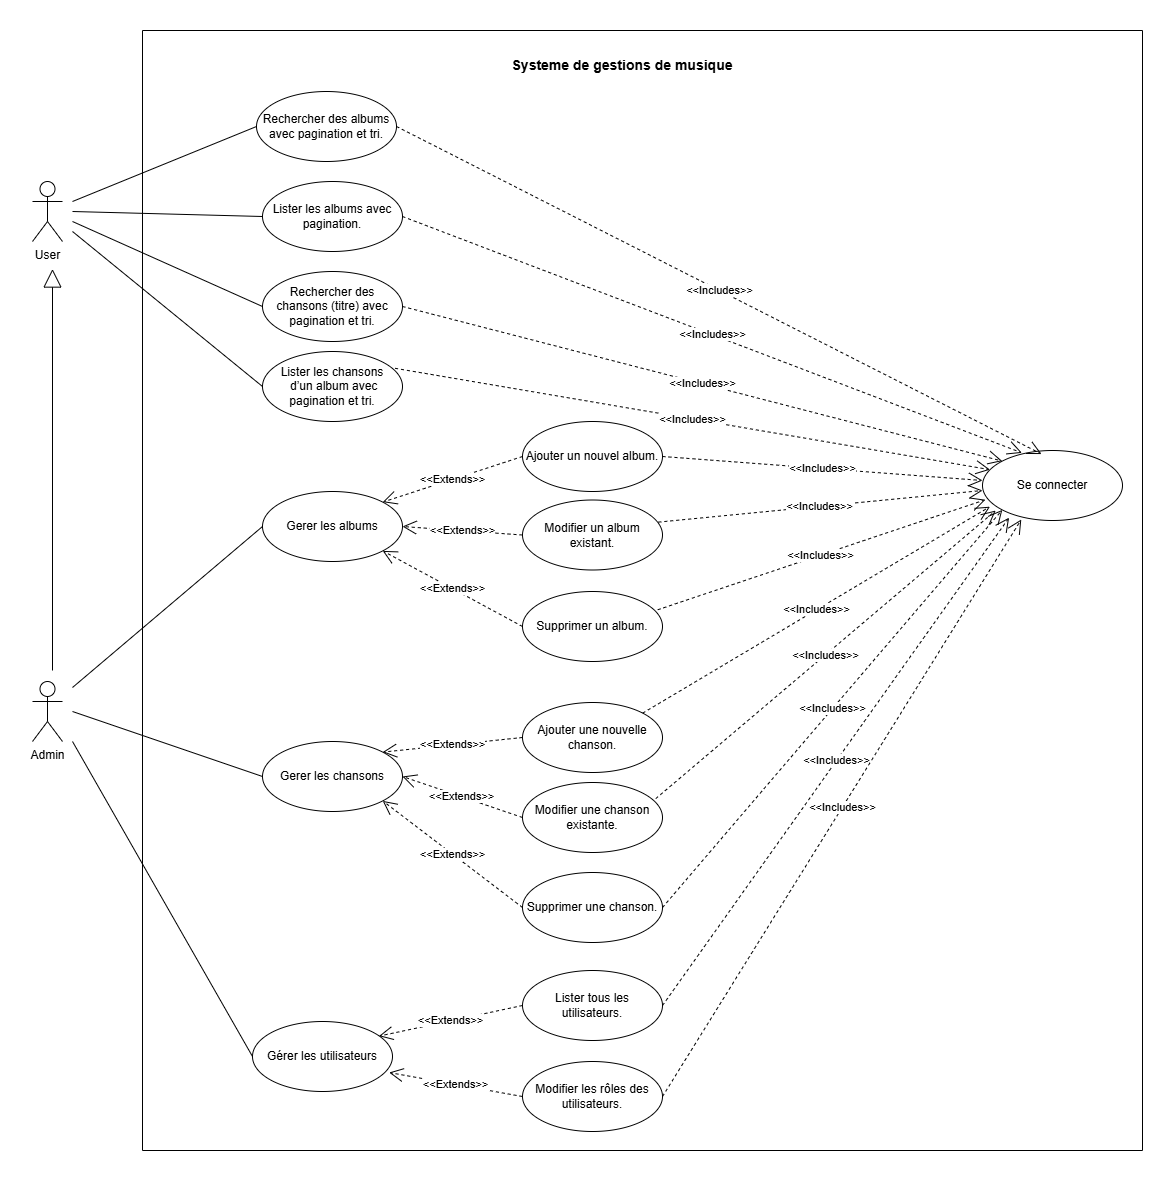 Systeme de gestions de musique
Rechercher des albums
avec pagination et tri.
Lister les albums avec
pagination.
User
Rechercher des
chansons (titre) avec
pagination et tri.
<<Includes>>
<<Includes>>
Lister les chansons
d'un album avec
pagination et tri.
<<Includes>>
<<Includes>>
Ajouter un nouvel album.
<<Extends>>
<<Includes>>
Se connecter
Gerer les albums
<<Extends>>
Modifier un album
existant.
<<Includes>>
<<Extends>>
<<Includes>>
Supprimer un album.
<<Includes>>
<<Includes>>
Admin
Ajouter une nouvelle
chanson.
<<Extends>>
<<Includes>>
Gerer les chansons
<<Extends>>
Modifier une chanson
existante.
<<Includes>>
<<Includes>>
<<Extends>>
Supprimer une chanson.
Lister tous les
utilisateurs.
<<Extends>>
Gérer les utilisateurs
<<Extends>>
Modifier les rôles des
utilisateurs.